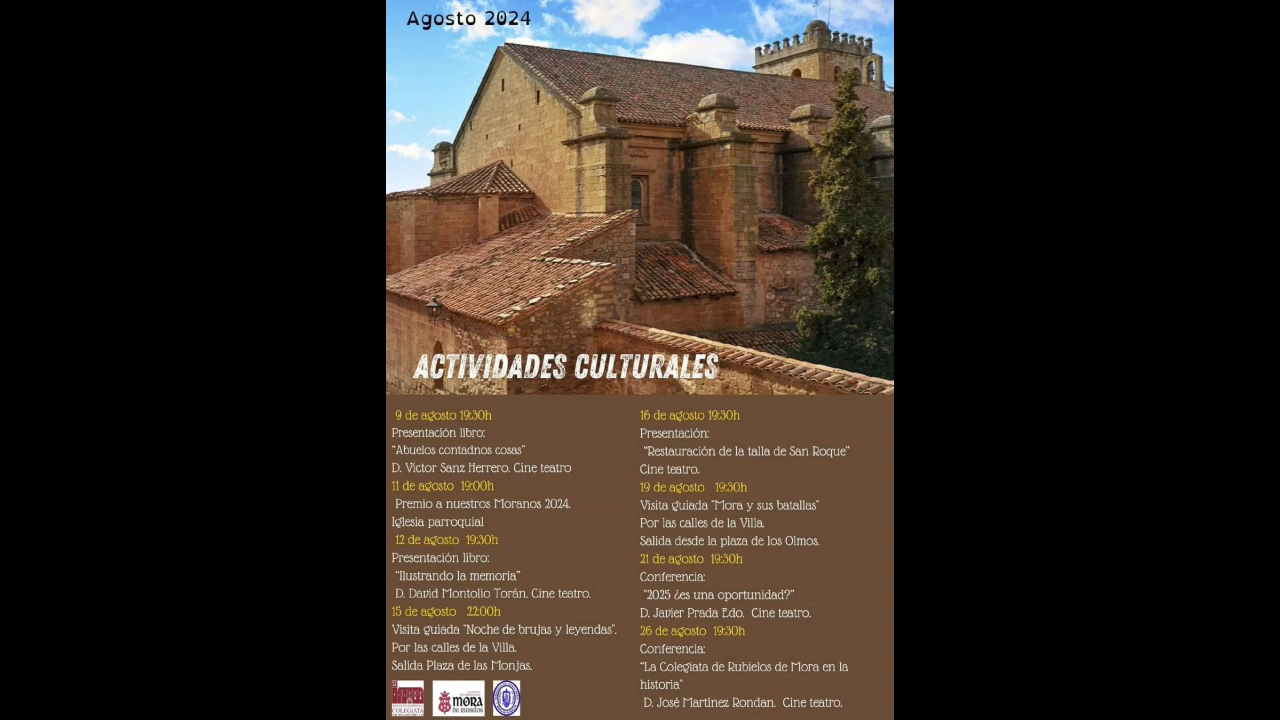 Agosto 2024
ACTIVIDADES CULTURALES
9 de agosto 19:30h
Presentación libro:
"Abuelos contadnos cosas"
D. Victor Sanz Herrero. Cine teatro
11 de agosto 19:00h
Premio a nuestros Moranos 2024.
Iglesia parroquial
12 de agosto 19:30h
Presentación libro:
"Ilustrando la memoria"
D. David Montolio Torán. Cine teatro.
15 de agosto 22:00h
Visita guiada "Noche de brujas y leyendas".
Por las calles de la Villa.
Salida Plaza de las Monjas.
16 de agosto 19:30h
Presentación:
"Restauración de la talla de San Roque"
Cine teatro.
19 de agosto 19:30h
Visita guiada "Mora y sus batallas"
Por las calles de la Villa.
Salida desde la plaza de los Olmos.
21 de agosto 19:30h
Conferencia:
"2025 ¿es una oportunidad?"
D. Javier Prada Edo. Cine teatro.
26 de agosto 19:30h
Conferencia:
"La Colegiata de Rubielos de Mora en la
historia"
D. José Martínez Rondan. Cine teatro.
COLEGIATA
MORA
DE RUBIELOS